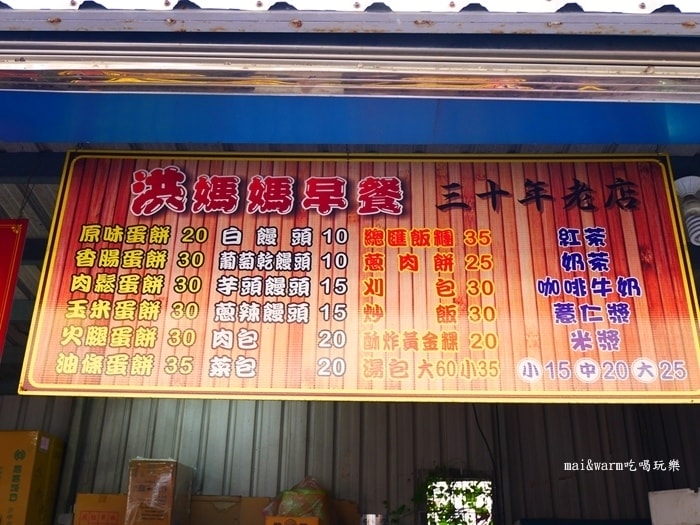 洪媽媽早餐 三十年老店
原味蛋餅 20
香腸蛋餅 30
肉鬆蛋餅 30
玉米蛋餅 30
火腿蛋餅 30
油條蛋餅 35
白饅頭 10
葡萄乾饅頭 10
芋頭饅頭 15
蔥辣饅頭 15
肉包 20
菜包 20
總匯飯糰 35
蔥肉餅 25
刈包 30
炒飯 30
酥炸黃金粿 20
湯包 大60小35
紅茶
奶茶
咖啡牛奶
薏仁漿
米漿
小15中20大25
mai&warm吃喝玩樂